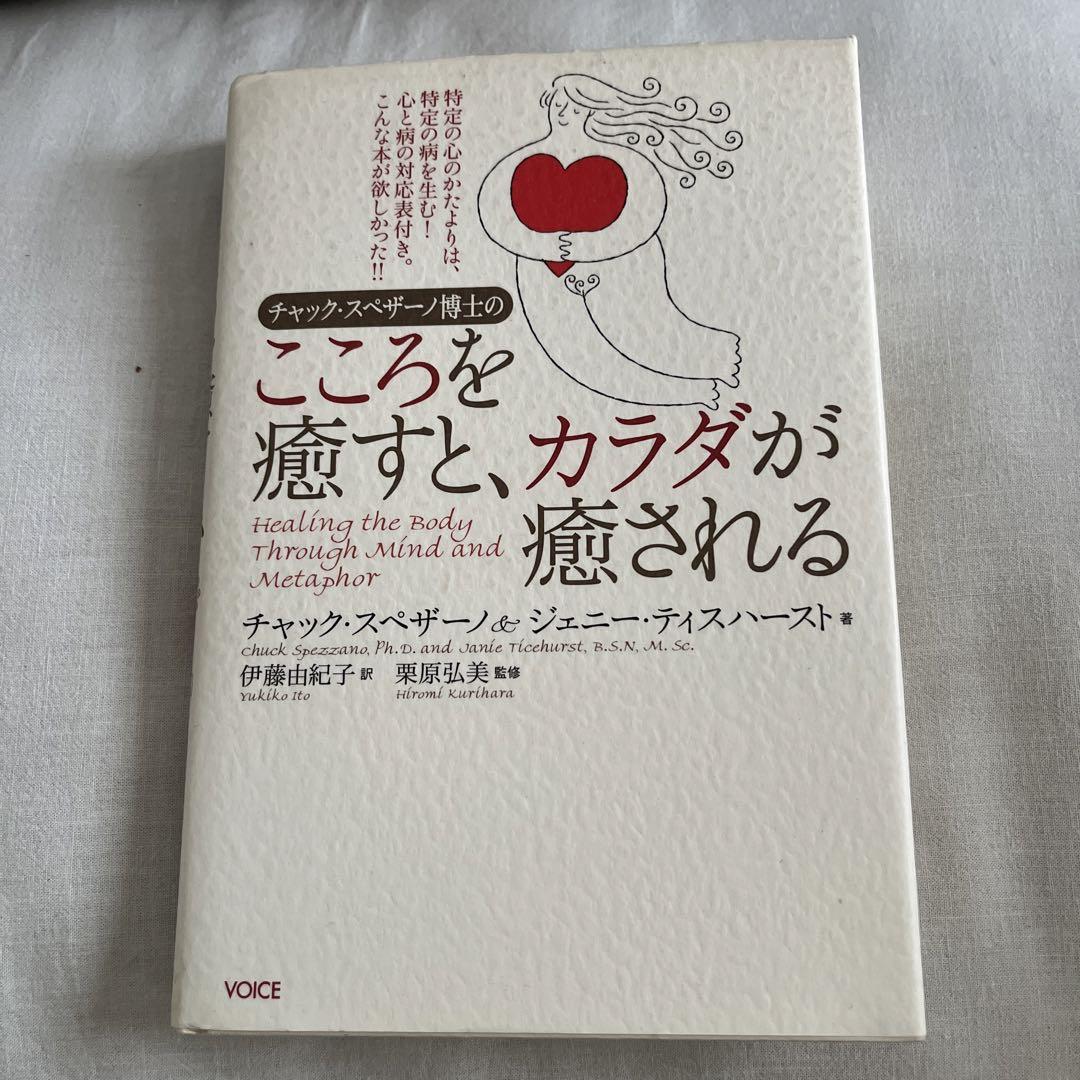 特定の心のかたよりは、
特定の病を生む！
心と病の対応表付き。
こんな本が欲しかった!!
チャック・スペザーノ博士の
こころを
癒すと、カラダが
癒される
Healing the Body
Through Mind and
Metaphor
チャック・スペザーノ&ジェニー・ティスハースト 著
Chuck Spezzano, Ph.D. and Janie Ticehurst, B.S.N, M. Sc.
伊藤由紀子 訳 栗原弘美 監修
Yukiko Ito Hiromi Kurihara
VOICE